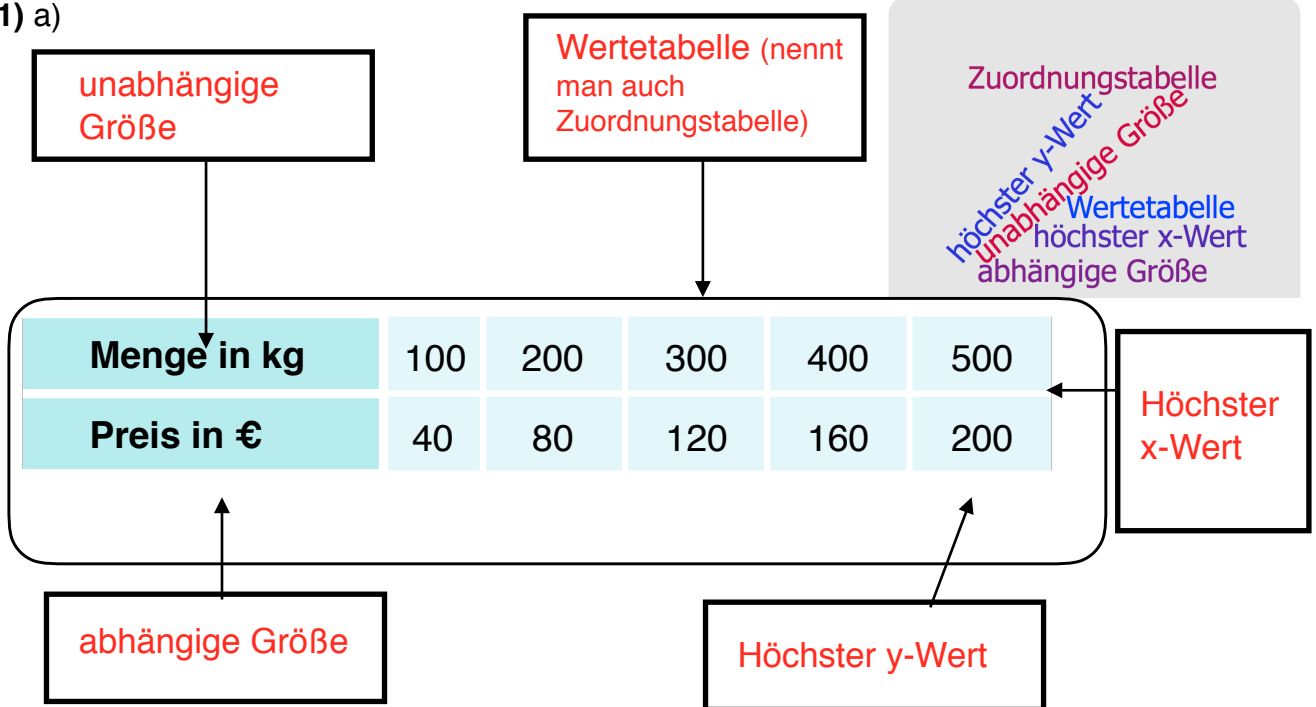 1) a)
unabhängige
Größe
Wertetabelle (nennt
man auch
Zuordnungstabelle)
Zuordnungstabelle
höchster y-Wert
unabhängige Größe
Wertetabelle
höchster x-Wert
abhängige Größe
Menge in kg 100 200 300 400 500
Preis in € 40 80 120 160 200
Höchster
x-Wert
abhängige Größe
Höchster y-Wert